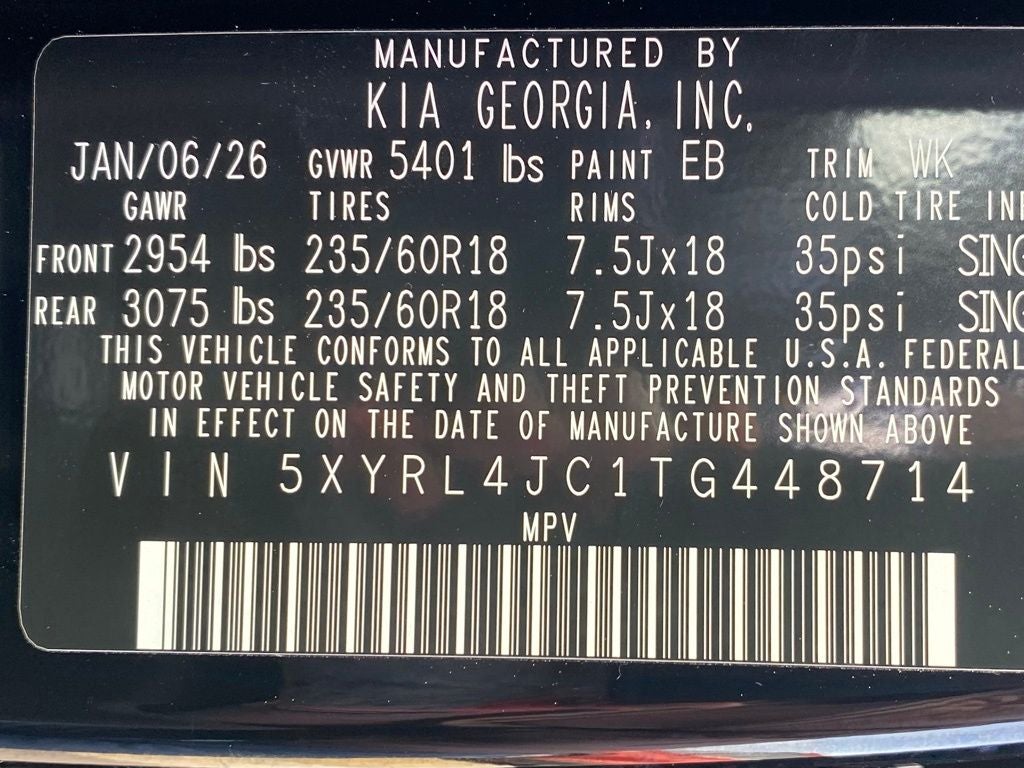 MANUFACTURED BY
KIA GEORGIA, INC.
JAN/06/26 GVWR 5401 lbs PAINT EB TRIM WK
GAWR TIRES RIMS COLD TIRE
FRONT 2954 lbs 235/60R18 7.5Jx18 35psi
REAR 3075 lbs 235/60R18 7.5Jx18 35psi
THIS VEHICLE CONFORMS TO ALL APPLICABLE U.S.A. FEDERAL
MOTOR VEHICLE SAFETY AND THEFT PREVENTION STANDARDS
IN EFFECT ON THE DATE OF MANUFACTURE SHOWN ABOVE
VIN 5XYRL4JC1TG448714
MPV